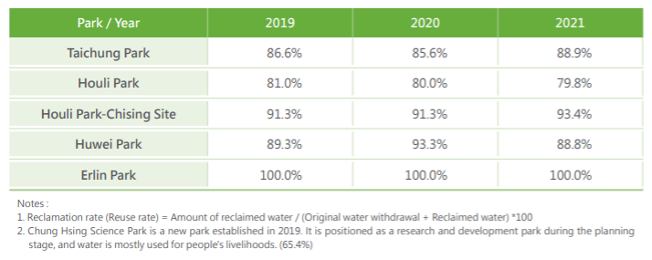 Park / Year 2019 2020 2021
Taichung Park 86.6% 85.6% 88.9%
Houli Park 81.0% 80.0% 79.8%
Houli Park-Chising Site 91.3% 91.3% 93.4%
Huwei Park 89.3% 93.3% 88.8%
Erlin Park 100.0% 100.0% 100.0%
Notes :
1. Reclamation rate (Reuse rate) = Amount of reclaimed water / (Original water withdrawal + Reclaimed water) *100
2. Chung Hsing Science Park is a new park established in 2019. It is positioned as a research and development park during the planning
stage, and water is mostly used for people's livelihoods. (65.4%)